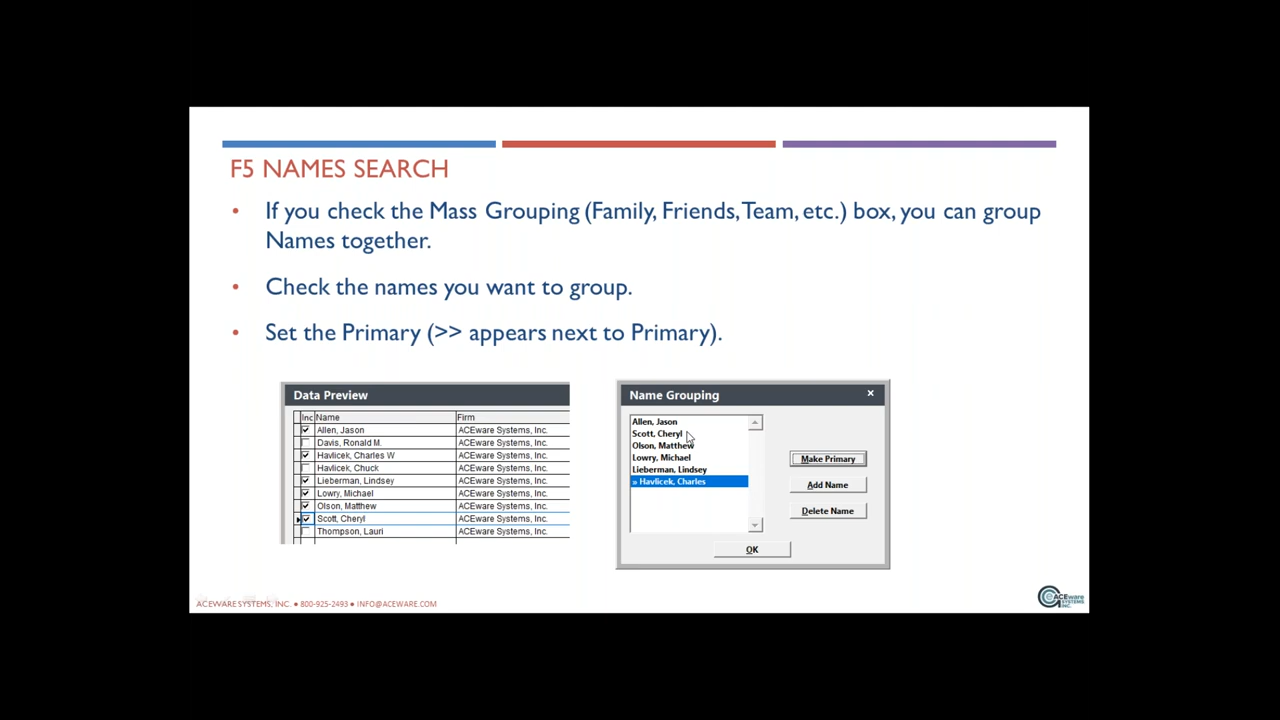 F5 NAMES SEARCH
• If you check the Mass Grouping (Family, Friends, Team, etc.) box, you can group
Names together.
• Check the names you want to group.
• Set the Primary (>> appears next to Primary).
Data Preview
Inc Name Firm
Allen, Jason ACEware Systems, Inc.
Davis, Ronald M. ACEware Systems, Inc.
Havlicek, Charles W ACEware Systems, Inc.
Havlicek, Chuck ACEware Systems, Inc.
Lieberman, Lindsey ACEware Systems, Inc.
Lowry, Michael ACEware Systems, Inc.
Olson, Matthew ACEware Systems, Inc.
Scott, Cheryl ACEware Systems, Inc.
Thompson, Lauri ACEware Systems, Inc.
Name Grouping ×
Allen, Jason
Scott, Cheryl
Olson, Matthew
Lowry, Michael
Lieberman, Lindsey
» Havlicek, Charles
Make Primary
Add Name
Delete Name
OK
ACEWARE SYSTEMS, INC. • 800-925-2493 • INFO@ACEWARE.COM
ACEware
SYSTEMS
INC.